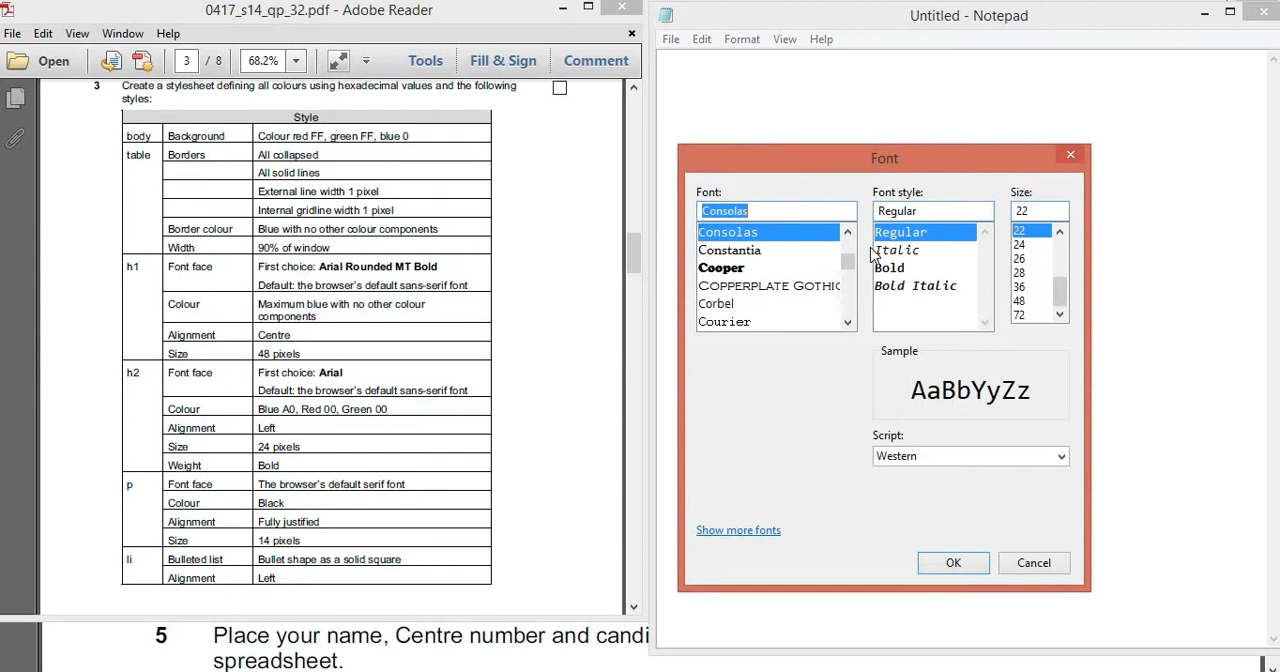 0417_s14_qp_32.pdf - Adobe Reader
File Edit View Window Help
Open 3 / 8 68.2% Tools Fill & Sign Comment
3 Create a stylesheet defining all colours using hexadecimal values and the following
styles:
Style
body Background Colour red FF, green FF, blue 0
table Borders All collapsed
All solid lines
External line width 1 pixel
Internal gridline width 1 pixel
Border colour Blue with no other colour components
Width 90% of window
h1 Font face First choice: Arial Rounded MT Bold
Default: the browser's default sans-serif font
Colour Maximum blue with no other colour
components
Alignment Centre
Size 48 pixels
h2 Font face First choice: Arial
Default: the browser's default sans-serif font
Colour Blue A0, Red 00, Green 00
Alignment Left
Size 24 pixels
Weight Bold
p Font face The browser's default serif font
Colour Black
Alignment Fully justified
Size 14 pixels
li Bulleted list Bullet shape as a solid square
Alignment Left
5 Place your name, Centre number and candi
spreadsheet.
Untitled - Notepad
File Edit Format View Help
Font
Font: Font style: Size:
Consolas Regular 22
Consolas Regular 22
Constantia Italic 24
Cooper Bold 26
Copperplate Gothic Bold Italic 28
Corbel 36
Courier 48
72
Sample
AaBbYyZz
Script:
Western
Show more fonts
OK Cancel